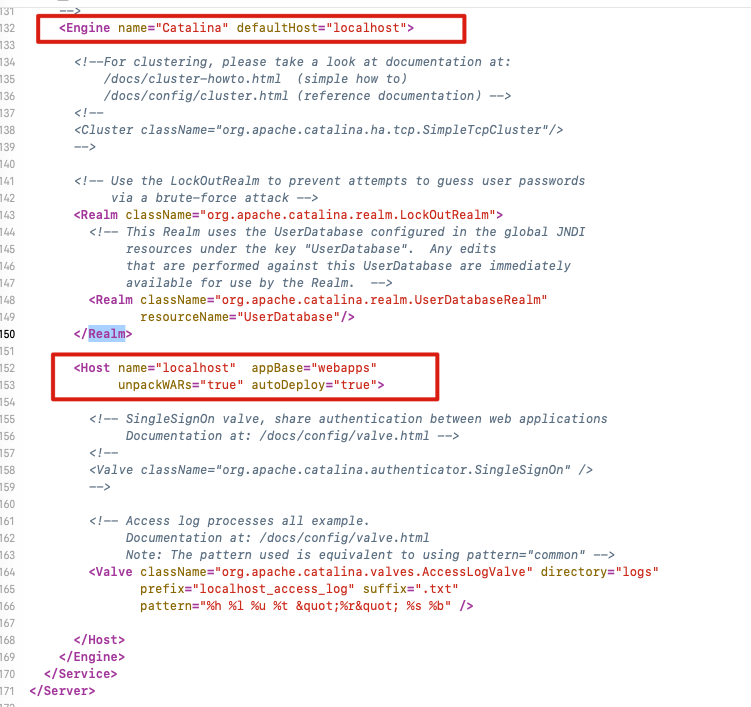 131 -->
132 <Engine name="Catalina" defaultHost="localhost">
133
134 <!--For clustering, please take a look at documentation at:
135 /docs/cluster-howto.html  (simple how to)
136 /docs/config/cluster.html (reference documentation) -->
137 <!--
138 <Cluster className="org.apache.catalina.ha.tcp.SimpleTcpCluster"/>
139 -->
140
141 <!-- Use the LockOutRealm to prevent attempts to guess user passwords
142 via a brute-force attack -->
143 <Realm className="org.apache.catalina.realm.LockOutRealm">
144 <!-- This Realm uses the UserDatabase configured in the global JNDI
145 resources under the key "UserDatabase".  Any edits
146 that are performed against this UserDatabase are immediately
147 available for use by the Realm.  -->
148 <Realm className="org.apache.catalina.realm.UserDatabaseRealm"
149 resourceName="UserDatabase"/>
150 </Realm>
151
152 <Host name="localhost"  appBase="webapps"
153 unpackWARs="true" autoDeploy="true">
154
155 <!-- SingleSignOn valve, share authentication between web applications
156 Documentation at: /docs/config/valve.html -->
157 <!--
158 <Valve className="org.apache.catalina.authenticator.SingleSignOn" />
159 -->
160
161 <!-- Access log processes all example.
162 Documentation at: /docs/config/valve.html
163 Note: The pattern used is equivalent to using pattern="common" -->
164 <Valve className="org.apache.catalina.valves.AccessLogValve" directory="logs"
165 prefix="localhost_access_log" suffix=".txt"
166 pattern="%h %l %u %t &quot;%r&quot; %s %b" />
167
168 </Host>
169 </Engine>
170 </Service>
171 </Server>